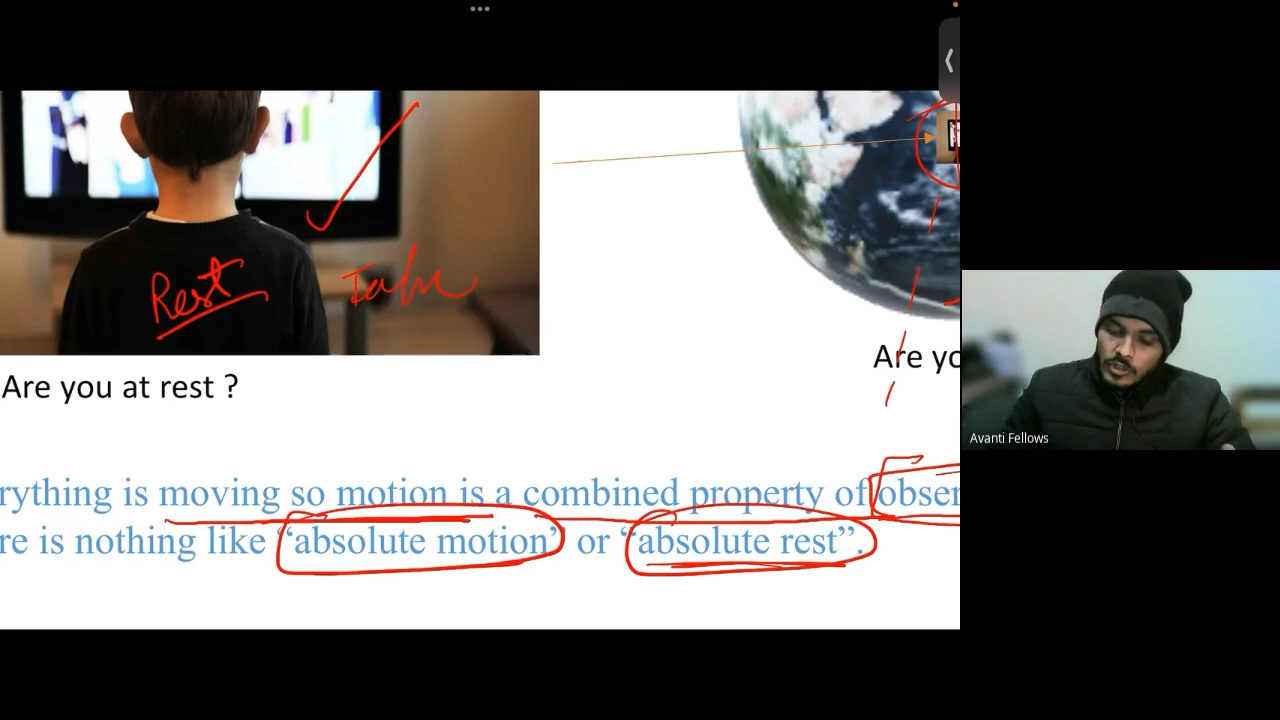 Rest
Are you at rest ?
Are yo
rything is moving so motion is a combined property of obser
re is nothing like “absolute motion” or “absolute rest”.
Avanti Fellows